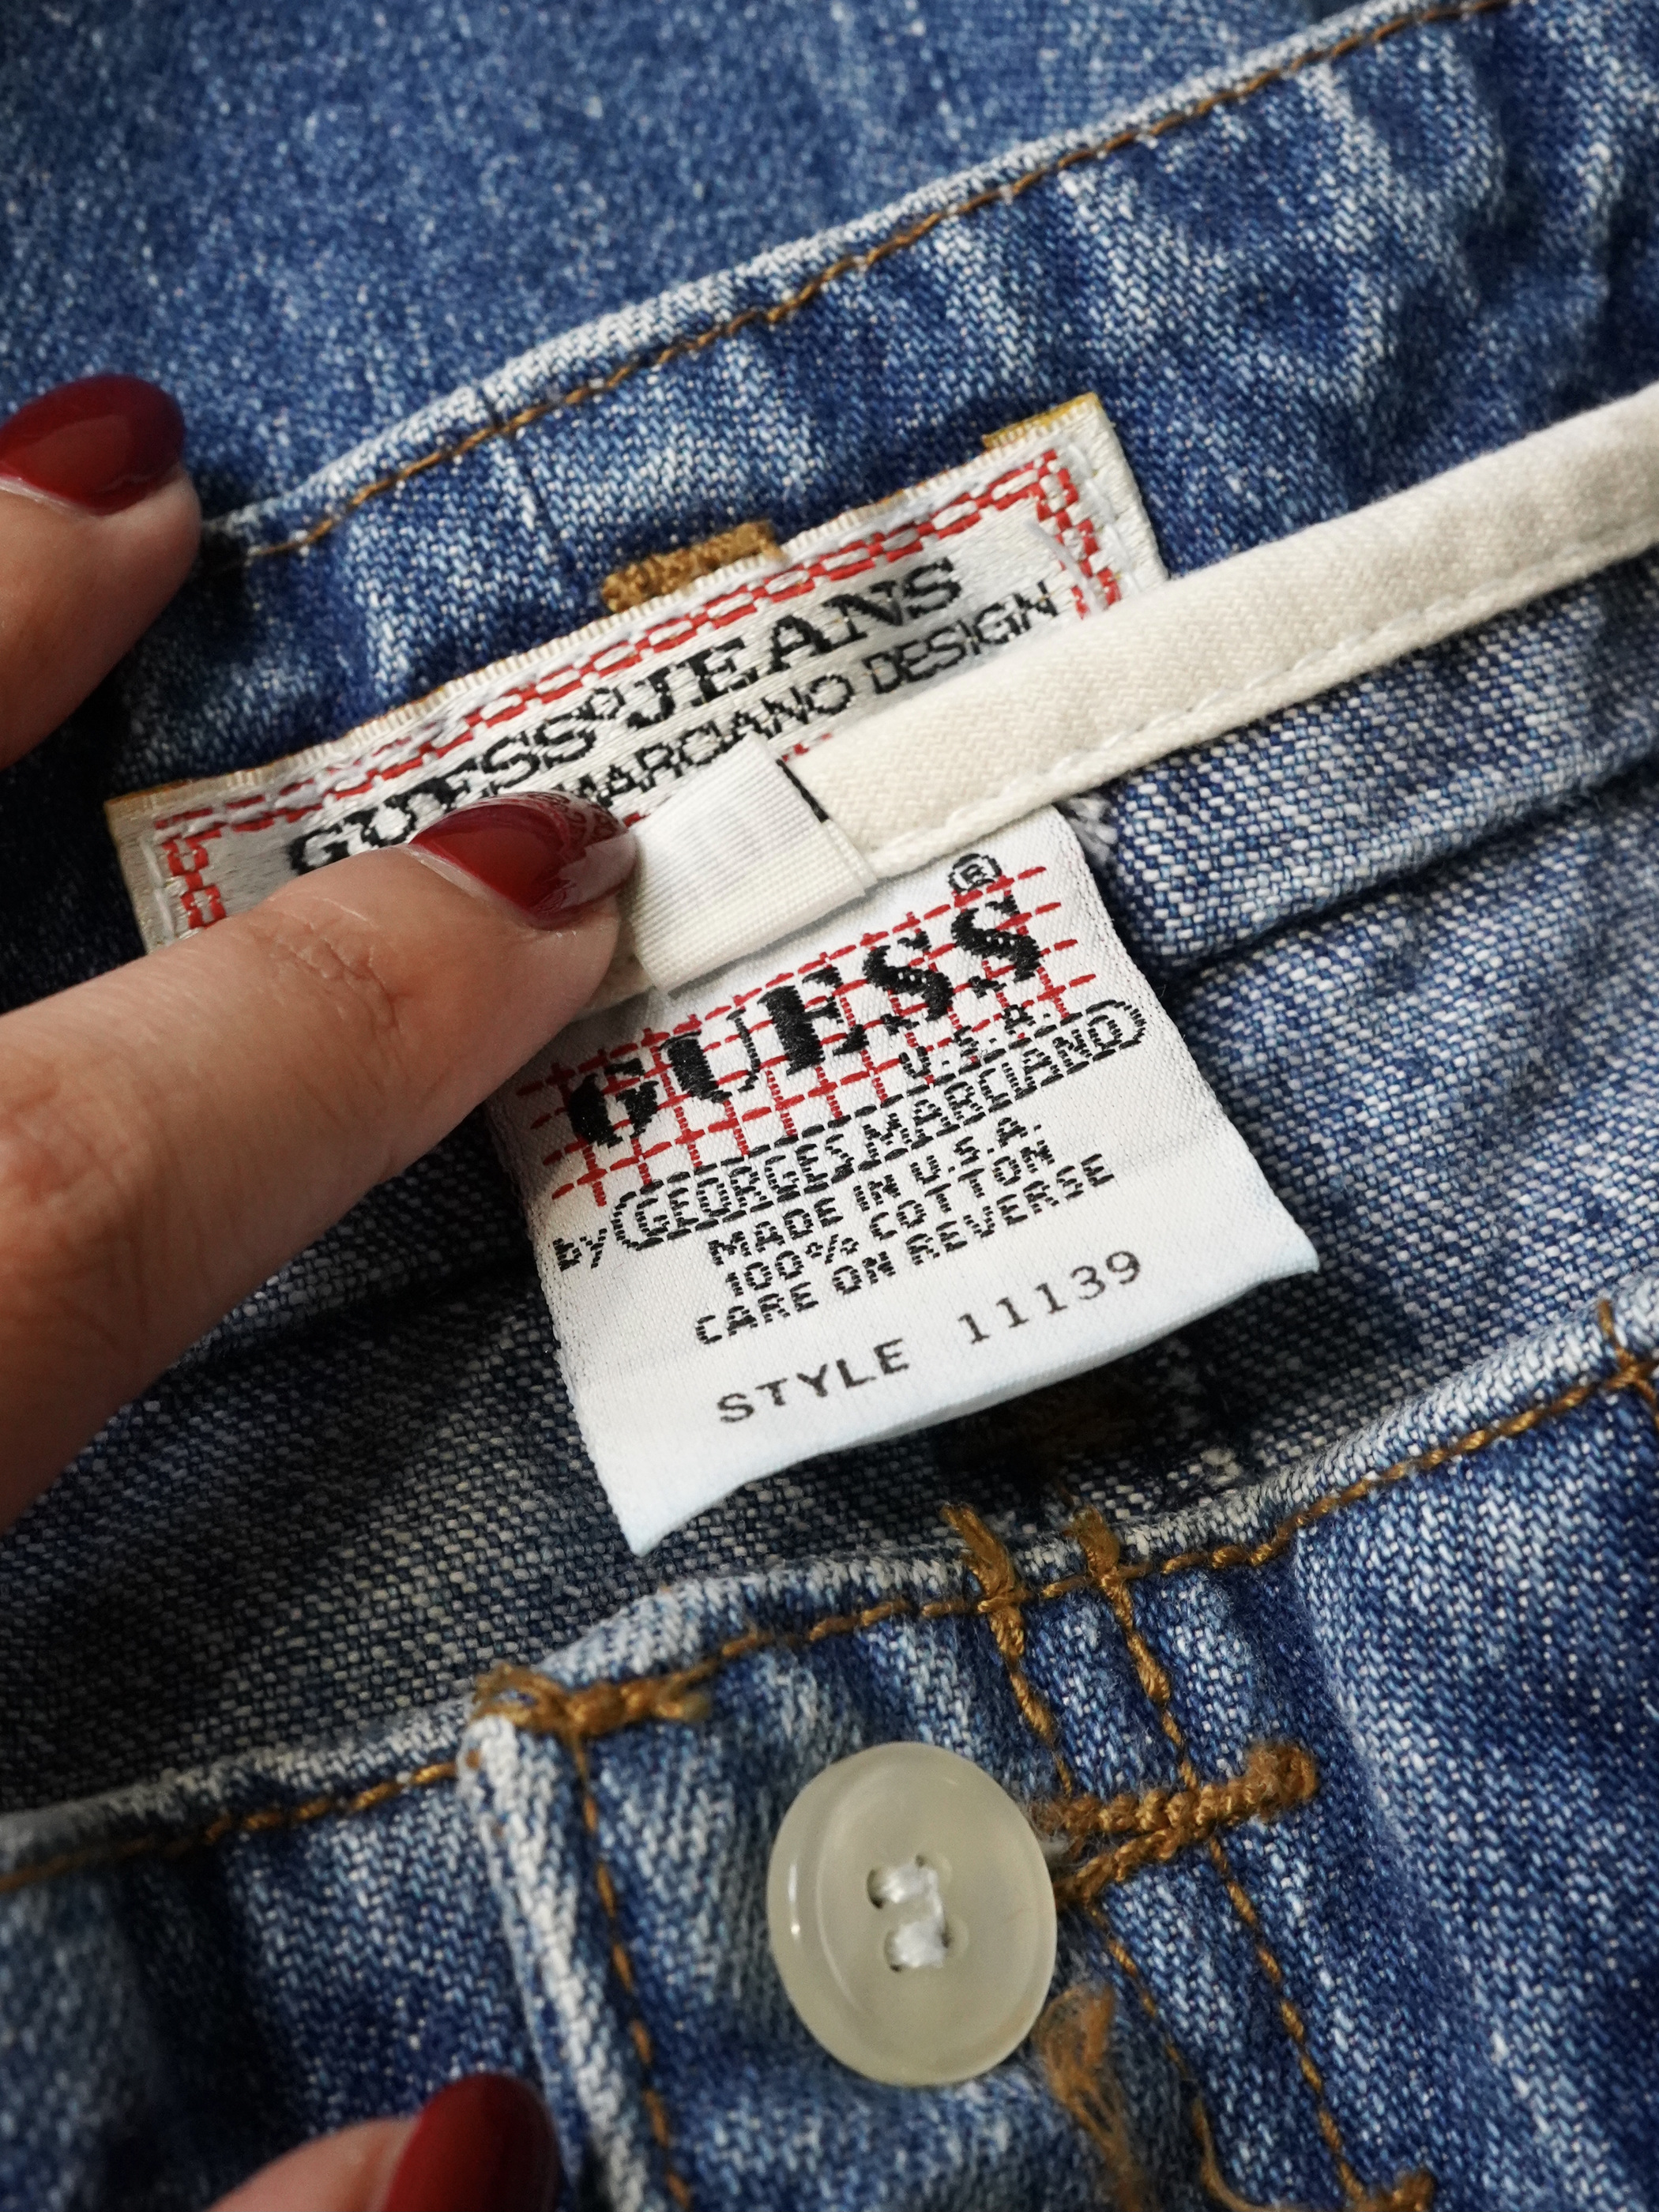 GUESS JEANS
MARCIANO DESIGN
GUESS®
U.S.A.
BY GEORGES MARCIANO
MADE IN U.S.A.
100% COTTON
CARE ON REVERSE
STYLE 11139